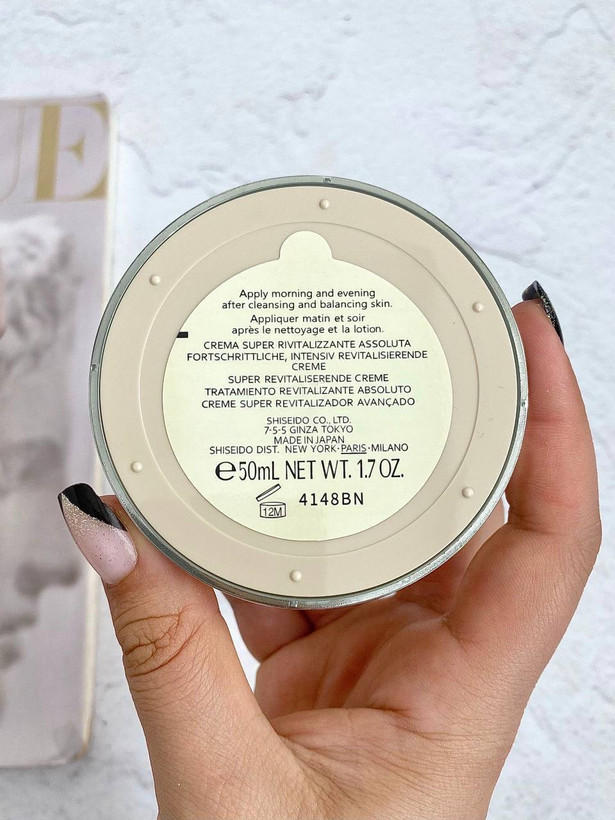 UE
Apply morning and evening
after cleansing and balancing skin.
Appliquer matin et soir
après le nettoyage et la lotion.
CREMA SUPER RIVITALIZZANTE ASSOLUTA
FORTSCHRITTLICHE, INTENSIV REVITALISIERENDE
CREME
SUPER REVITALISERENDE CREME
TRATAMIENTO REVITALIZANTE ABSOLUTO
CREME SUPER REVITALIZADOR AVANÇADO
SHISEIDO CO., LTD.
7-5-5 GINZA TOKYO
MADE IN JAPAN
SHISEIDO DIST. NEW YORK·PARIS·MILANO
℮50mL NET WT. 1.7 OZ.
12M 4148BN